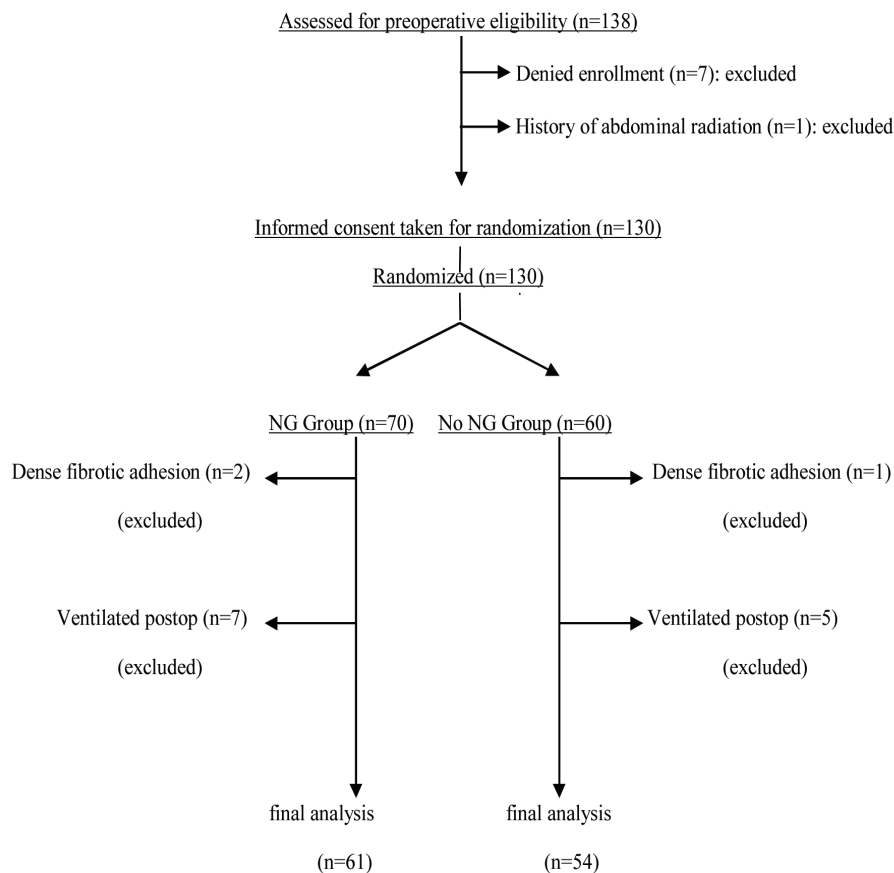 Assessed for preoperative eligibility (n=138)
Denied enrollment (n=7): excluded
History of abdominal radiation (n=1): excluded
Informed consent taken for randomization (n=130)
Randomized (n=130)
NG Group (n=70)
No NG Group (n=60)
Dense fibrotic adhesion (n=2)
(excluded)
Dense fibrotic adhesion (n=1)
(excluded)
Ventilated postop (n=7)
(excluded)
Ventilated postop (n=5)
(excluded)
final analysis
(n=61)
final analysis
(n=54)